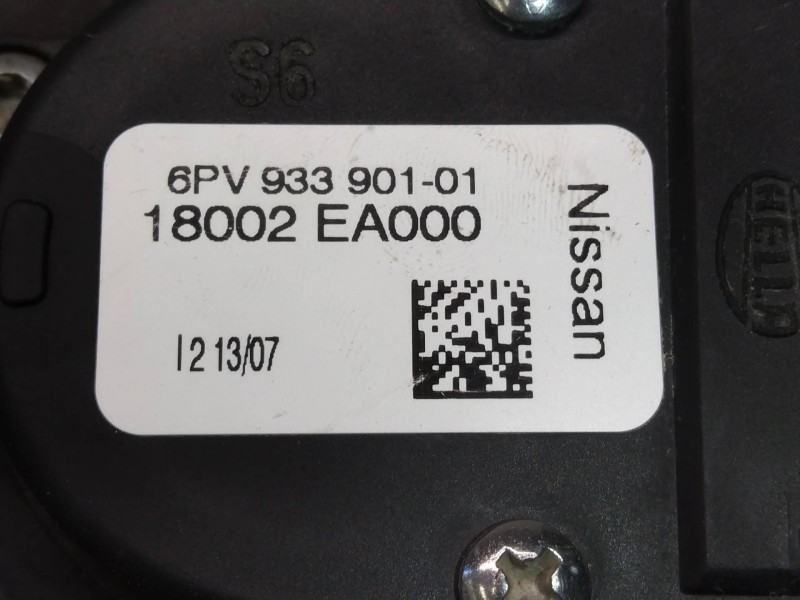 S6
6PV 933 901-01
18002 EA000
Nissan
I2 13/07
HELLA